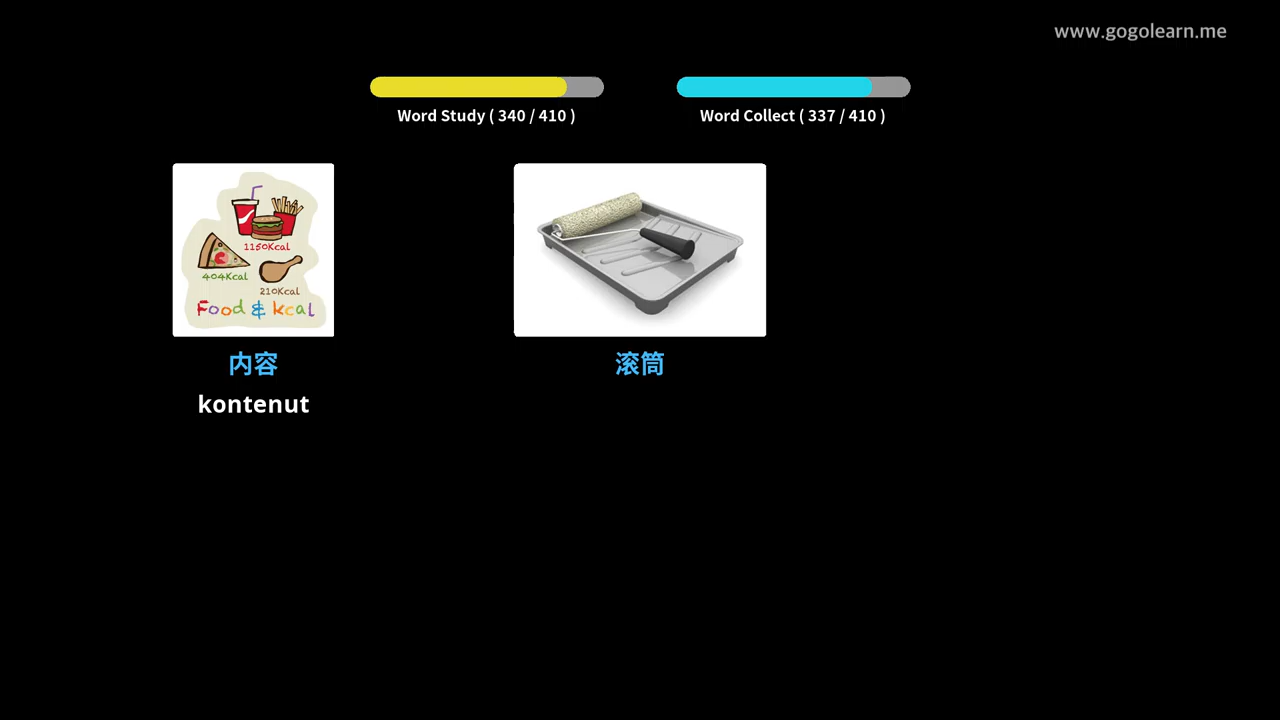 www.gogolearn.me
Word Study ( 340 / 410 )
Word Collect ( 337 / 410 )
1150Kcal
404Kcal
210Kcal
Food & kcal
内容
滚筒
kontenut